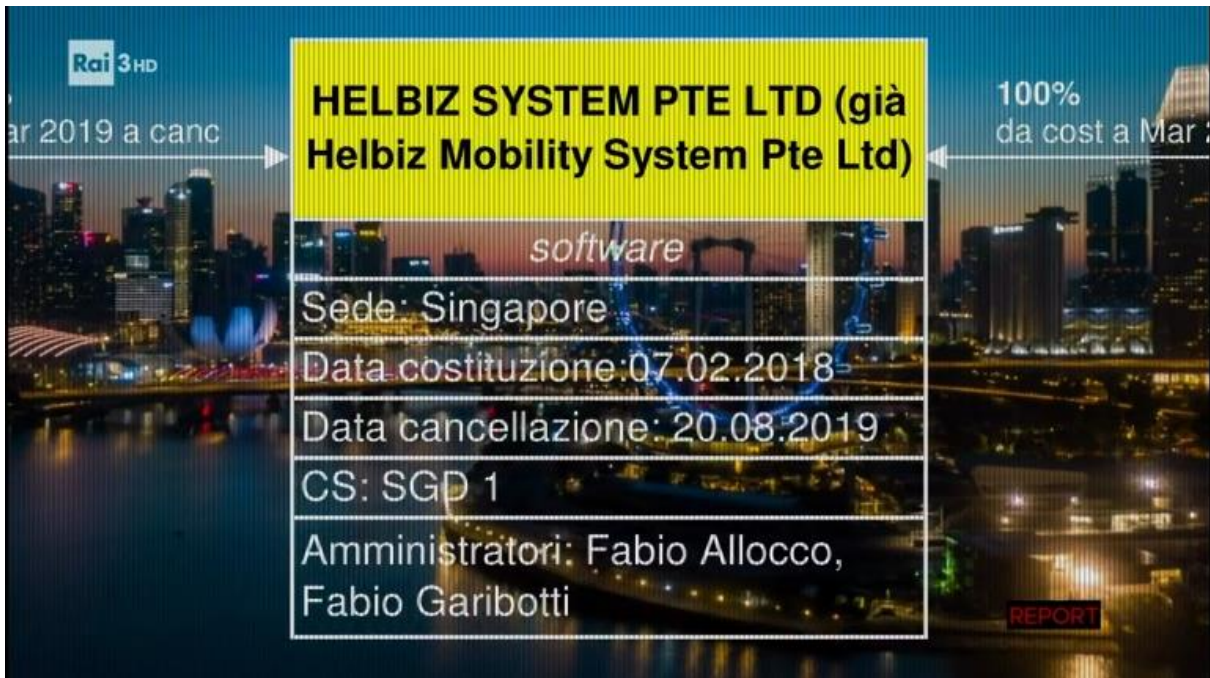 Rai 3 HD
ar 2019 a canc
HELBIZ SYSTEM PTE LTD (già
Helbiz Mobility System Pte Ltd)
100%
da cost a Mar
software
Sede: Singapore
Data costituzione:07.02.2018
Data cancellazione: 20.08.2019
CS: SGD 1
Amministratori: Fabio Allocco,
Fabio Garibotti
REPORT